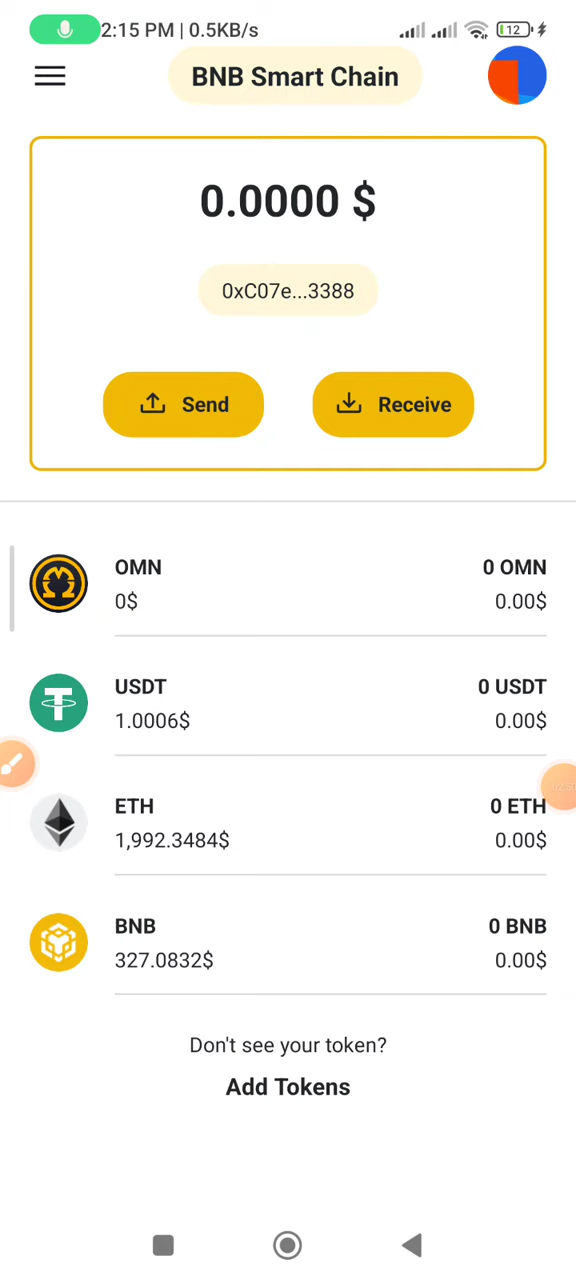 2:15 PM | 0.5KB/s 12
BNB Smart Chain
0.0000 $
0xC07e...3388
Send Receive
OMN 0 OMN
0$ 0.00$
USDT 0 USDT
1.0006$ 0.00$
ETH 0 ETH
1,992.3484$ 0.00$
BNB 0 BNB
327.0832$ 0.00$
Don't see your token?
Add Tokens